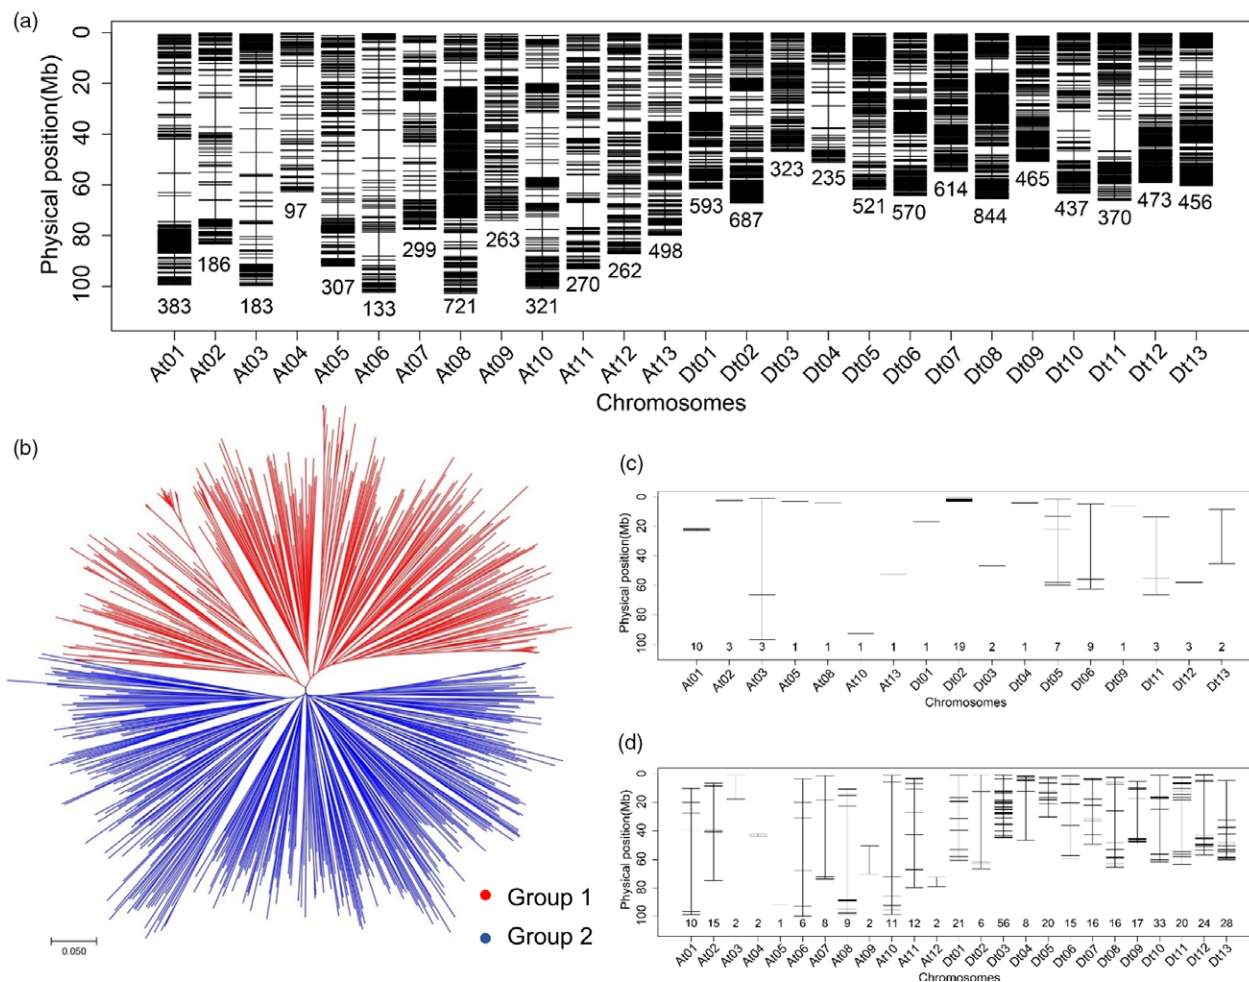 (a)
Physical position(Mb)
0
20
40
60
80
100
383 186 183 97 307 133 299 721 263 321 270 262 498 593 687 323 235 521 570 614 844 465 437 370 473 456
At01 At02 At03 At04 At05 At06 At07 At08 At09 At10 At11 At12 At13 Dt01 Dt02 Dt03 Dt04 Dt05 Dt06 Dt07 Dt08 Dt09 Dt10 Dt11 Dt12 Dt13
Chromosomes
(b)
Group 1
Group 2
0.050
(c)
Physical position(Mb)
0
20
40
60
80
100
10 3 3 1 1 1 1 1 19 2 1 7 9 1 3 3 2
At01 At02 At03 At05 At08 At10 At13 Dt01 Dt02 Dt03 Dt04 Dt05 Dt06 Dt09 Dt11 Dt12 Dt13
Chromosomes
(d)
Physical position(Mb)
0
20
40
60
80
100
10 15 2 2 1 6 8 9 2 11 12 2 21 6 56 8 20 15 16 16 17 33 20 24 28
At01 At02 At03 At04 At05 At06 At07 At08 At09 At10 At11 At12 Dt01 Dt02 Dt03 Dt04 Dt05 Dt06 Dt07 Dt08 Dt09 Dt10 Dt11 Dt12 Dt13
Chromosomes